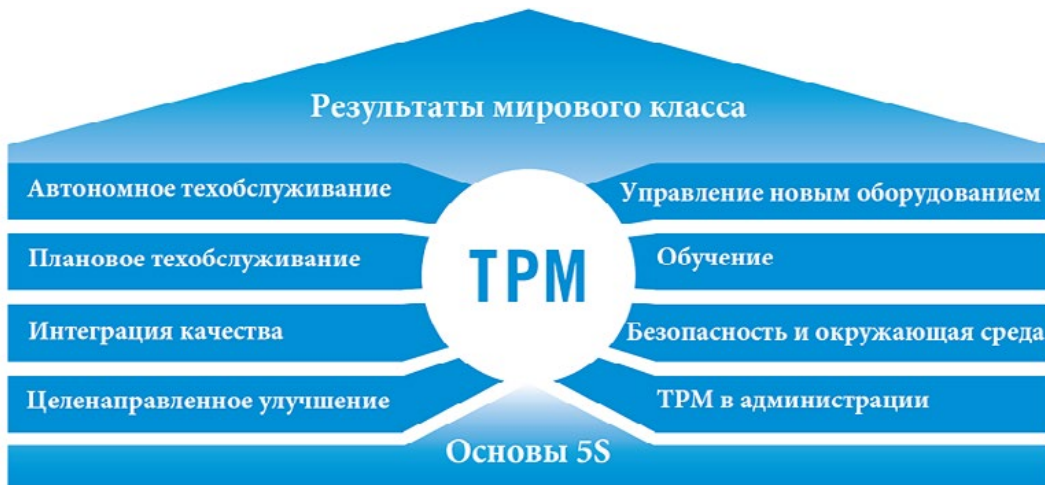 Результаты мирового класса
Автономное техобслуживание
Управление новым оборудованием
Плановое техобслуживание
TPM
Обучение
Интеграция качества
Безопасность и окружающая среда
Целенаправленное улучшение
TPM в администрации
Основы 5S